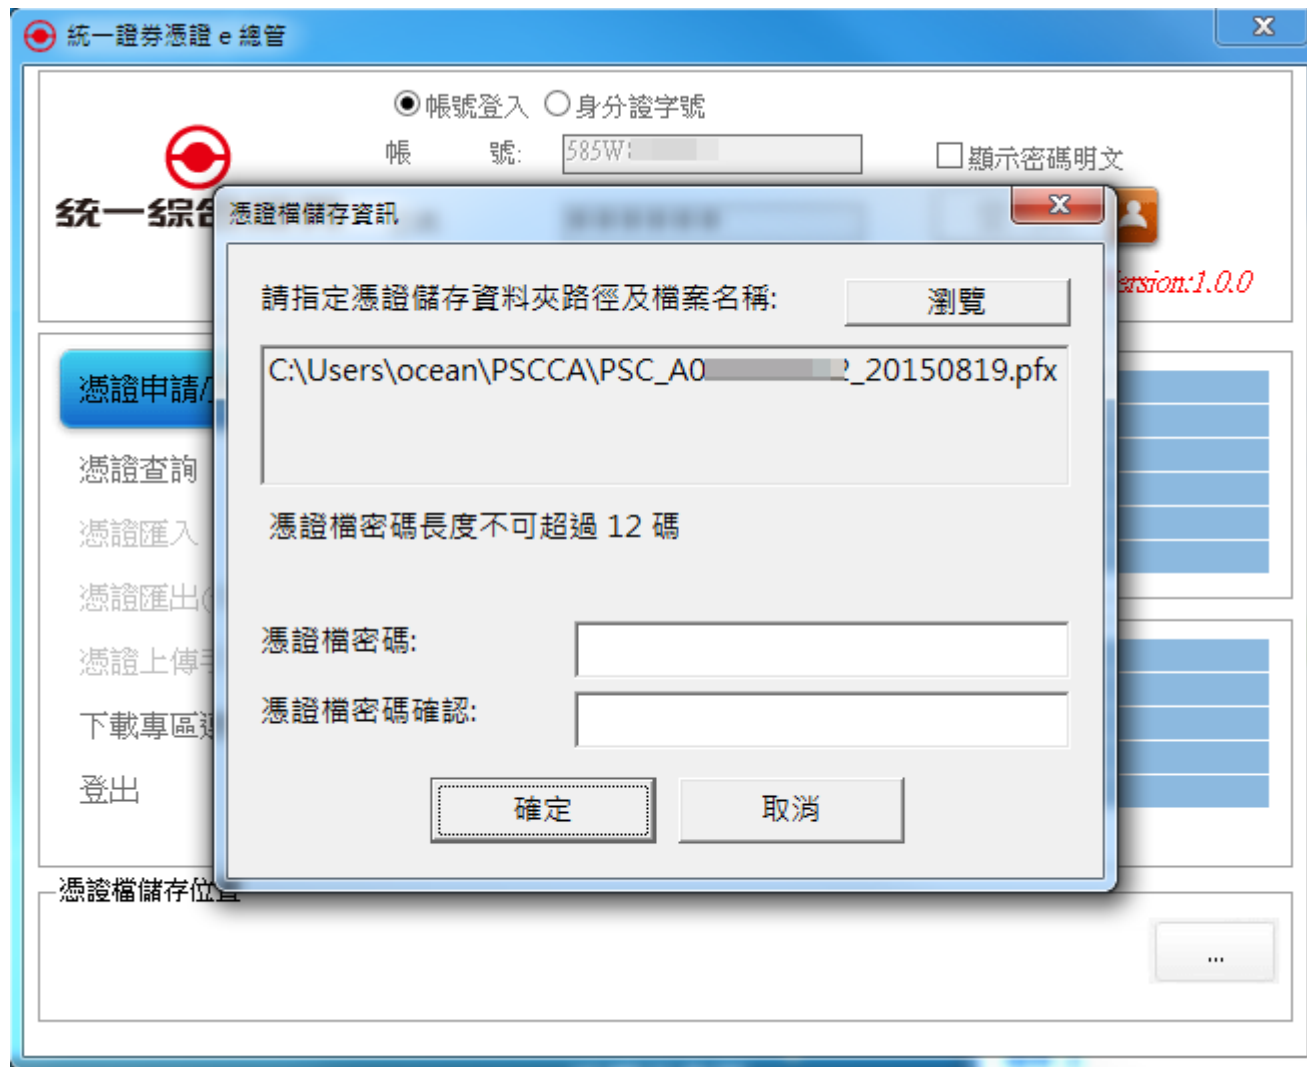 統一證券憑證 e 總管
帳號登入 身分證字號
帳 號: 585W
顯示密碼明文
統一綜合
憑證檔儲存資訊
Version:1.0.0
請指定憑證儲存資料夾路徑及檔案名稱: 瀏覽
C:\Users\ocean\PSCCA\PSC_A0 2_20150819.pfx
憑證申請/
憑證查詢
憑證匯入
憑證匯出(
憑證上傳手
下載專區連
登出
憑證檔密碼長度不可超過 12 碼
憑證檔密碼:
憑證檔密碼確認:
確定 取消
憑證檔儲存位置
...